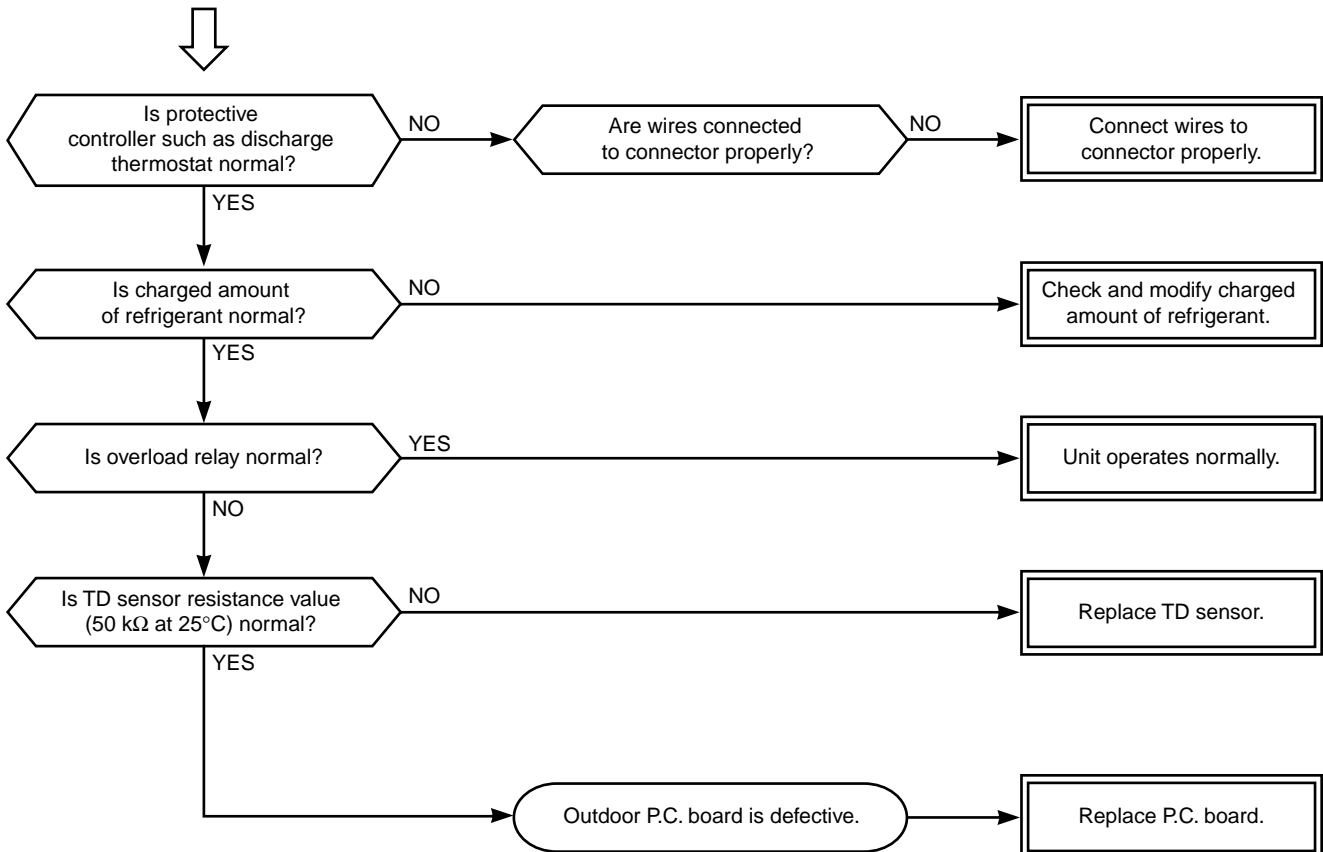 Is protective
controller such as discharge
thermostat normal?
NO
Are wires connected
to connector properly?
NO
Connect wires to
connector properly.
YES
Is charged amount
of refrigerant normal?
NO
Check and modify charged
amount of refrigerant.
YES
Is overload relay normal?
YES
Unit operates normally.
NO
Is TD sensor resistance value
(50 kΩ at 25°C) normal?
NO
Replace TD sensor.
YES
Outdoor P.C. board is defective.
Replace P.C. board.